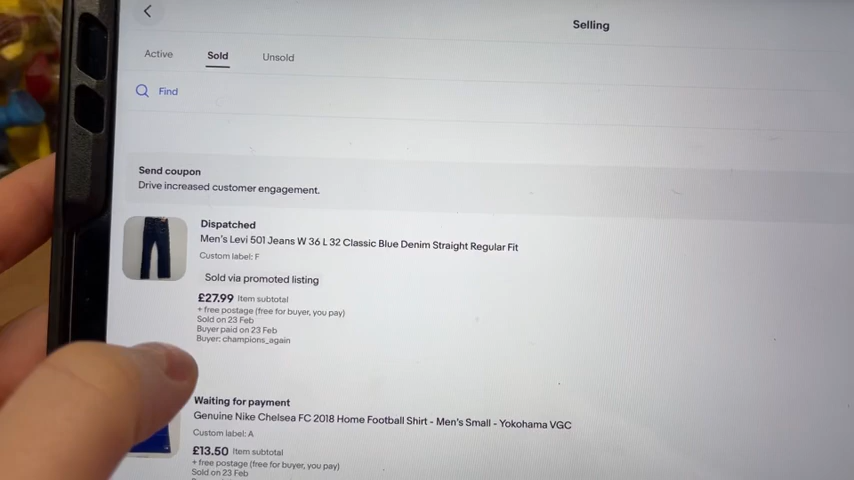 Selling
Active Sold Unsold
Find
Send coupon
Drive increased customer engagement.
Dispatched
Men's Levi 501 Jeans W 36 L 32 Classic Blue Denim Straight Regular Fit
Custom label: F
Sold via promoted listing
£27.99 Item subtotal
+ free postage (free for buyer, you pay)
Sold on 23 Feb
Buyer paid on 23 Feb
Buyer: champions_again
Waiting for payment
Genuine Nike Chelsea FC 2018 Home Football Shirt - Men's Small - Yokohama VGC
Custom label: A
£13.50 Item subtotal
+ free postage (free for buyer, you pay)
Sold on 23 Feb